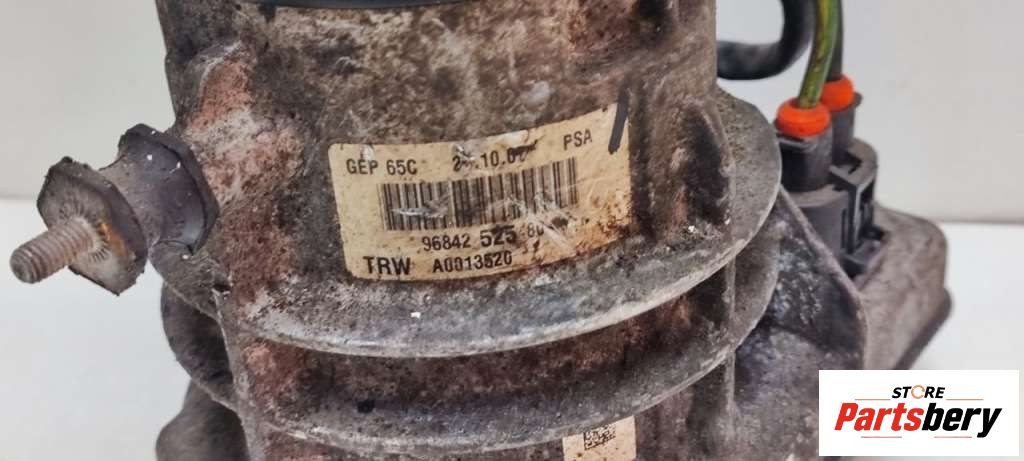 GEP 65C PSA
96842 525 80
TRW A0013520
STORE
Partsbery